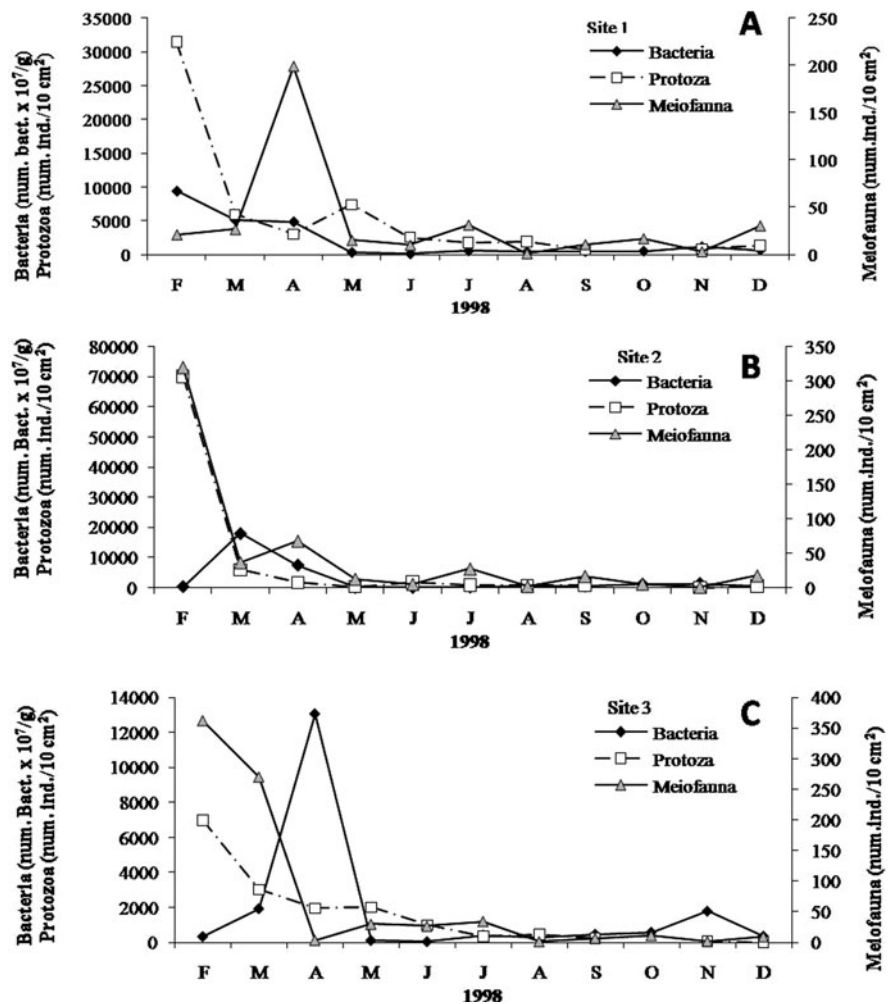 A
Site 1
Bacteria
Protoza
Meiofauna
Bacteria (num. bact. x 10⁷/g)
Protozoa (num. ind./10 cm²)
35000
30000
25000
20000
15000
10000
5000
0
250
200
150
100
50
0
Meiofauna (num.ind./10 cm²)
F M A M J J A S O N D
1998
B
Site 2
Bacteria
Protoza
Meiofauna
Bacteria (num. Bact. x 10⁷/g)
Protozoa (num. ind./10 cm²)
80000
70000
60000
50000
40000
30000
20000
10000
0
350
300
250
200
150
100
50
0
Meiofauna (num.ind./10 cm²)
F M A M J J A S O N D
1998
C
Site 3
Bacteria
Protoza
Meiofauna
Bacteria (num. Bact. x 10⁷/g)
Protozoa (num. ind./10 cm²)
14000
12000
10000
8000
6000
4000
2000
0
400
350
300
250
200
150
100
50
0
Meiofauna (num.ind./10 cm²)
F M A M J J A S O N D
1998